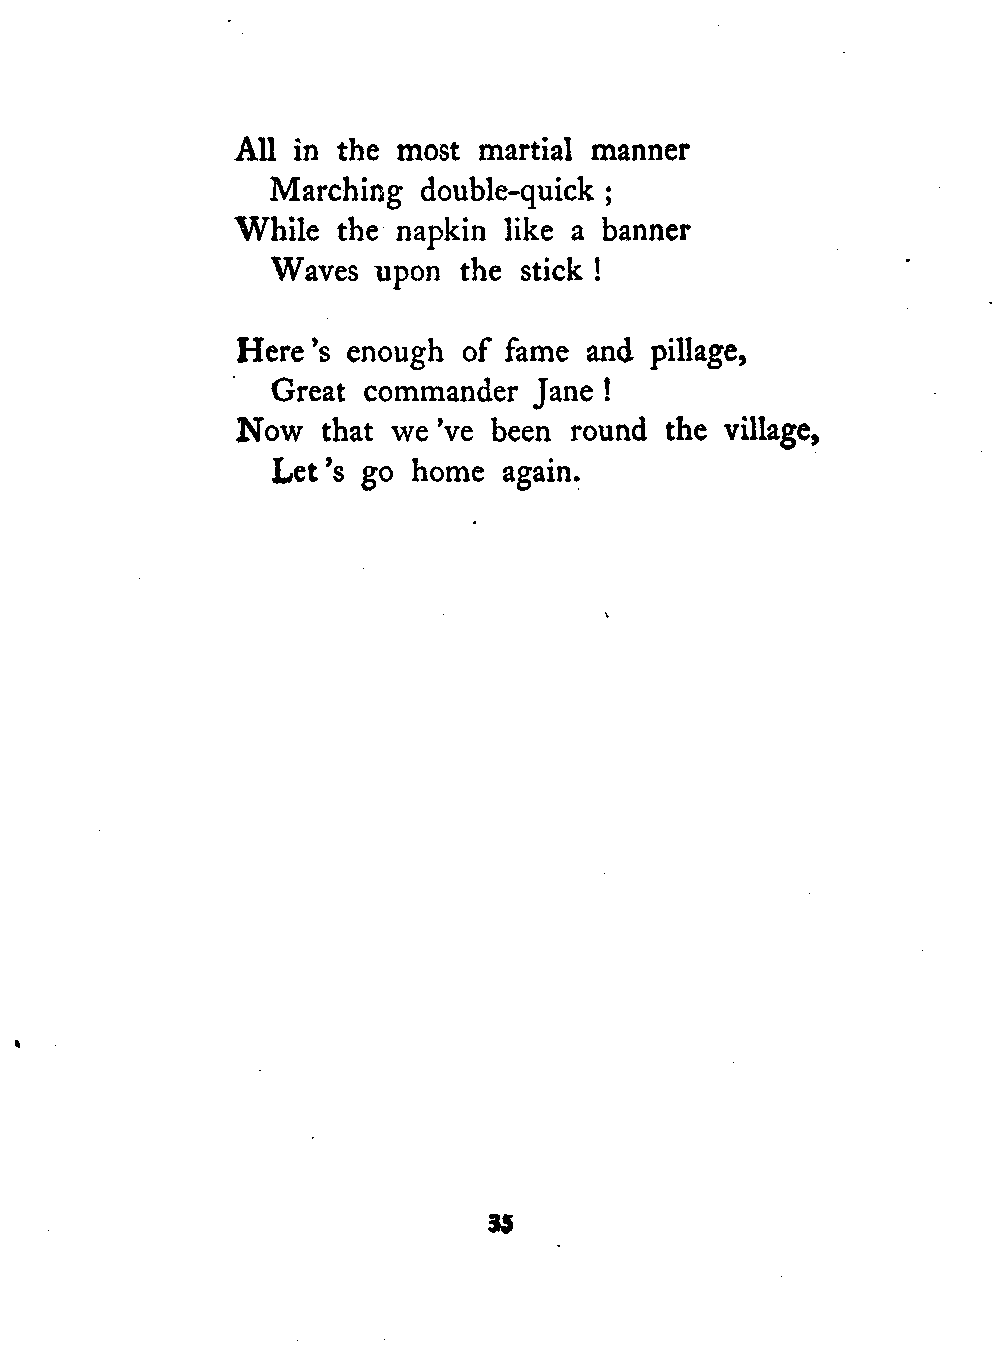 All in the most martial manner
Marching double-quick ;
While the napkin like a banner
Waves upon the stick !
Here 's enough of fame and pillage,
Great commander Jane !
Now that we 've been round the village,
Let 's go home again.
35